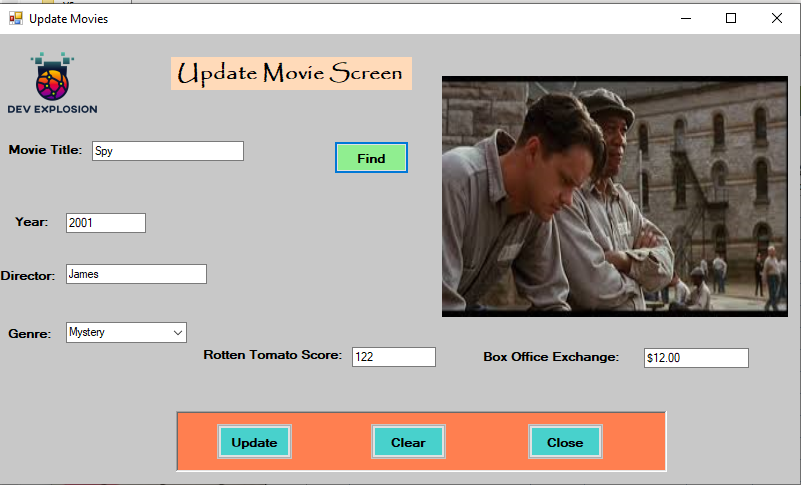 Update Movies
DEV EXPLOSION
Update Movie Screen
Movie Title: Spy
Find
Year: 2001
Director: James
Genre: Mystery
Rotten Tomato Score: 122
Box Office Exchange: $12.00
Update Clear Close